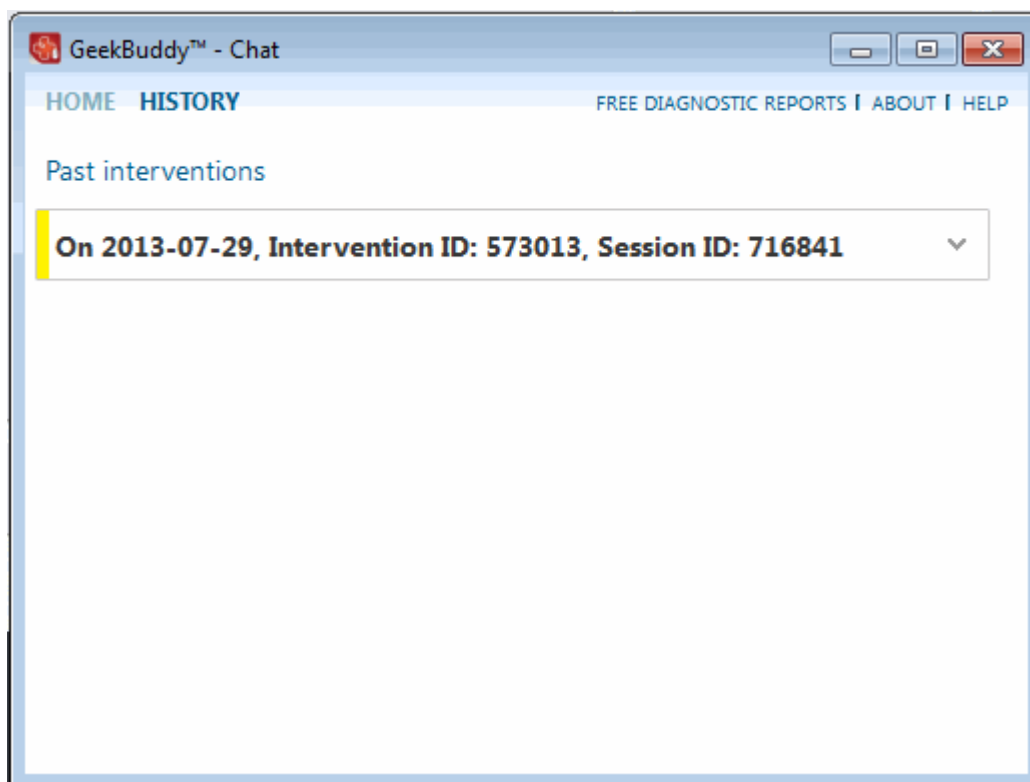 GeekBuddy™ - Chat
HOME HISTORY FREE DIAGNOSTIC REPORTS | ABOUT | HELP
Past interventions
On 2013-07-29, Intervention ID: 573013, Session ID: 716841